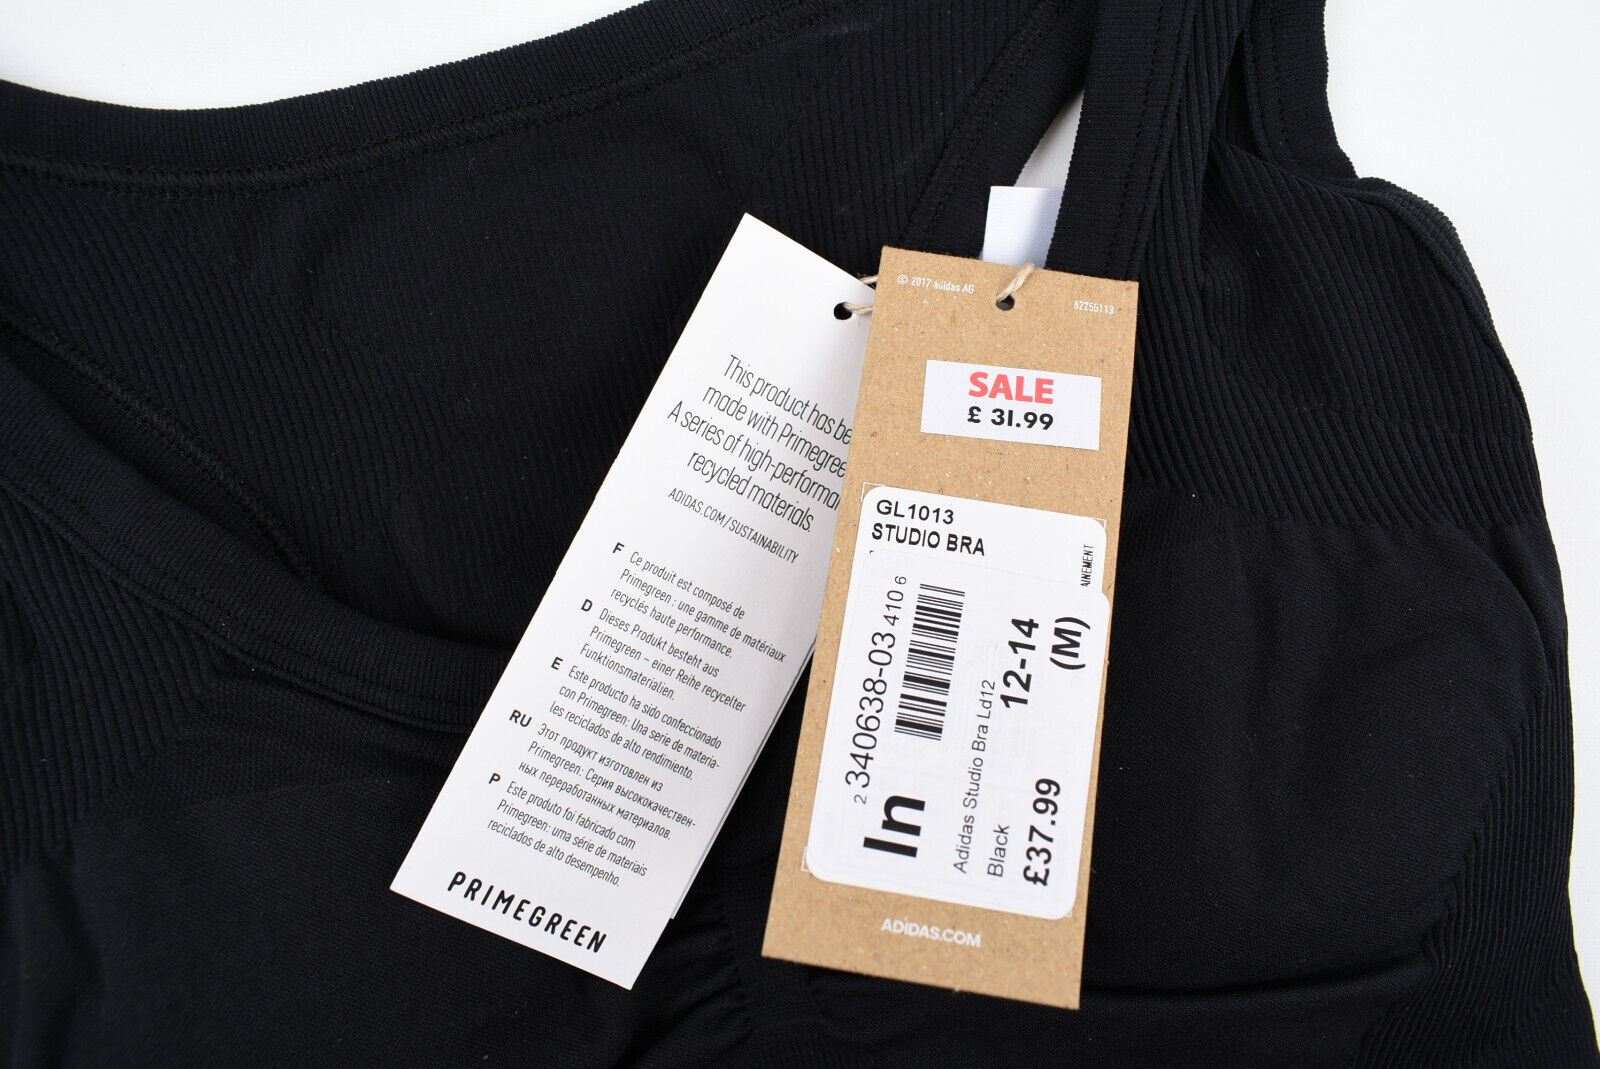 This product has be
made with Primegree
A series of high-performa
recycled materials.
ADIDAS.COM/SUSTAINABILITY
F Ce produit est composé de
Primegreen : une gamme de matériaux
recyclés haute performance.
D Dieses Produkt besteht aus
Primegreen – einer Reihe recycelter
Funktionsmaterialien.
E Este producto ha sido confeccionado
con Primegreen: Una serie de materia-
les reciclados de alto rendimiento.
RU Этот продукт изготовлен из
Primegreen: Серия высококачествен-
ных переработанных материалов.
P Este produto foi fabricado com
Primegreen: uma série de materiais
reciclados de alto desempenho.
PRIMEGREEN
© 2017 adidas AG
62755113
SALE
£ 31.99
GL1013
STUDIO BRA
INEMENT
2 340638-03 410 6
In
Adidas Studio Bra Ld12
Black
12-14
(M)
£37.99
ADIDAS.COM